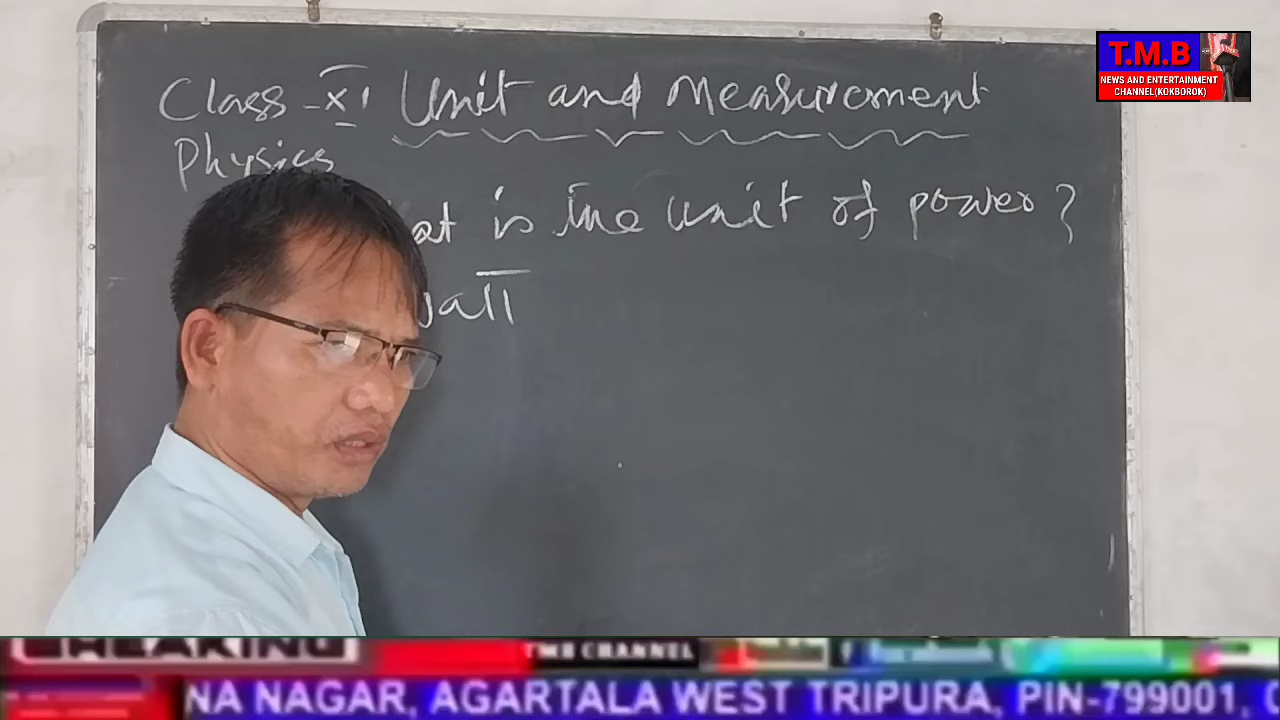 Class - XI Unit and Measurement
Physics
at is the unit of power?
watt
T.M.B
NEWS AND ENTERTAINMENT
CHANNEL(KOKBOROK)
BREAKING
TMB CHANNEL
NA NAGAR, AGARTALA WEST TRIPURA, PIN-799001,